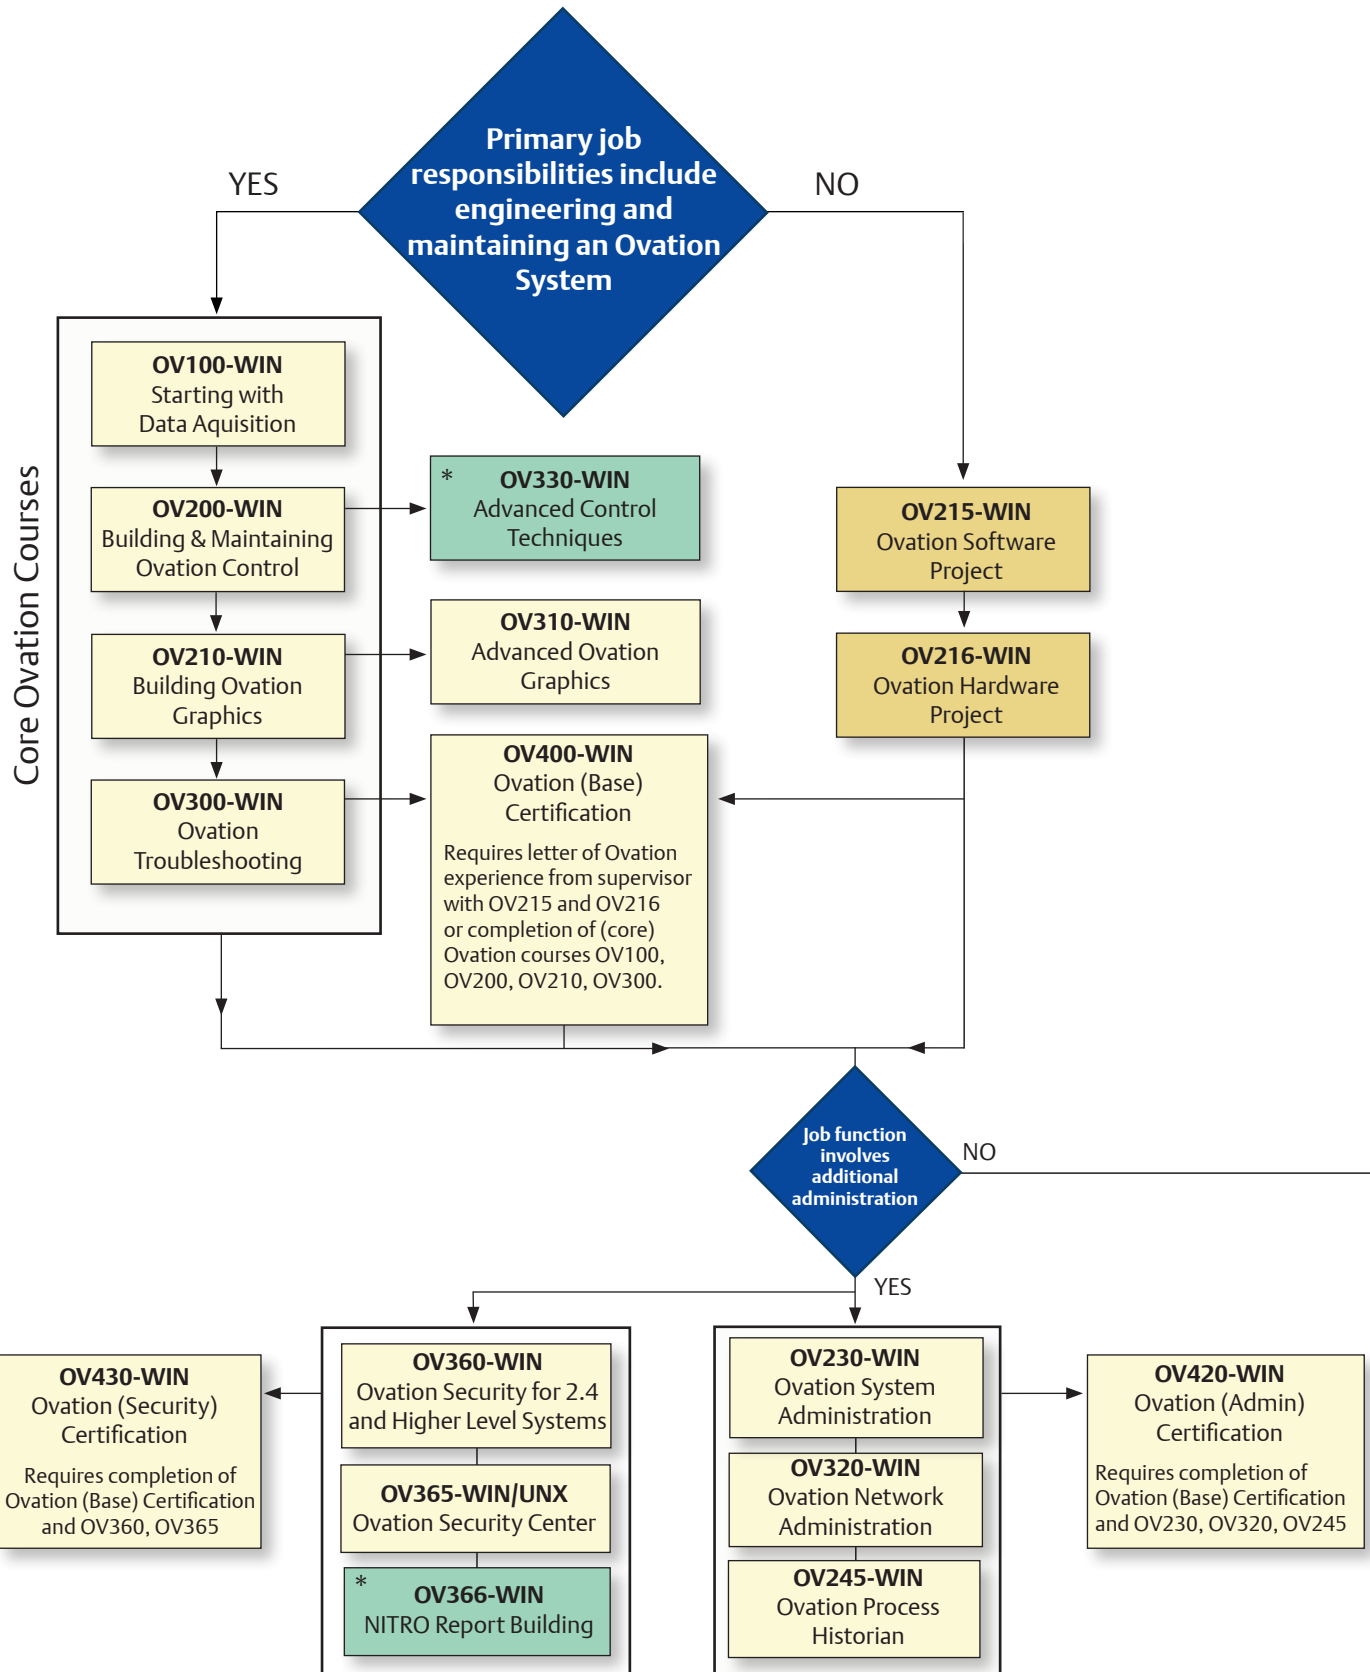 Primary job
responsibilities include
engineering and
maintaining an Ovation
System
YES
NO
Core Ovation Courses
OV100-WIN
Starting with
Data Aquisition
OV200-WIN
Building & Maintaining
Ovation Control
OV210-WIN
Building Ovation
Graphics
OV300-WIN
Ovation
Troubleshooting
* OV330-WIN
Advanced Control
Techniques
OV310-WIN
Advanced Ovation
Graphics
OV400-WIN
Ovation (Base)
Certification
Requires letter of Ovation
experience from supervisor
with OV215 and OV216
or completion of (core)
Ovation courses OV100,
OV200, OV210, OV300.
OV215-WIN
Ovation Software
Project
OV216-WIN
Ovation Hardware
Project
Job function
involves
additional
administration
NO
YES
OV430-WIN
Ovation (Security)
Certification
Requires completion of
Ovation (Base) Certification
and OV360, OV365
OV360-WIN
Ovation Security for 2.4
and Higher Level Systems
OV365-WIN/UNX
Ovation Security Center
* OV366-WIN
NITRO Report Building
OV230-WIN
Ovation System
Administration
OV320-WIN
Ovation Network
Administration
OV245-WIN
Ovation Process
Historian
OV420-WIN
Ovation (Admin)
Certification
Requires completion of
Ovation (Base) Certification
and OV230, OV320, OV245